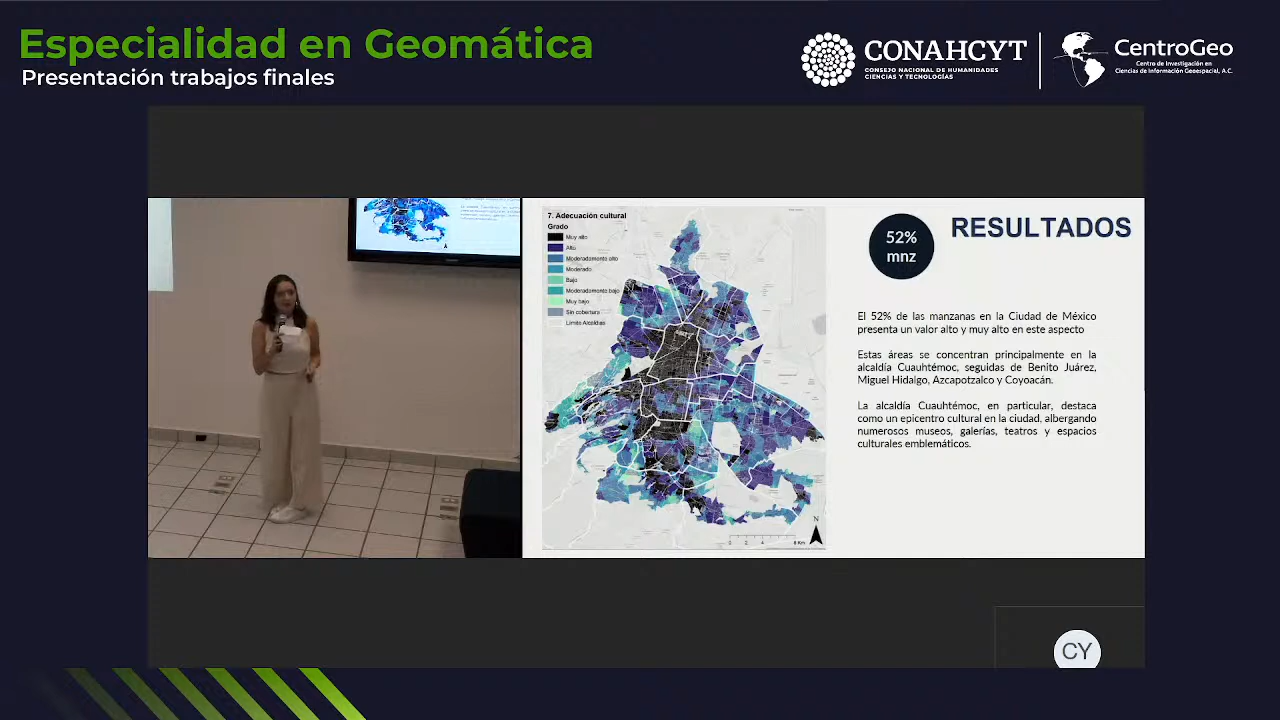 Especialidad en Geomática
Presentación trabajos finales
CONAHCYT
CONSEJO NACIONAL DE HUMANIDADES
CIENCIAS Y TECNOLOGÍAS
CentroGeo
Centro de Investigación en
Ciencias de Información Geoespacial, A.C.
7. Adecuación cultural
Grado
Muy alto
Alto
Moderadamente alto
Moderado
Bajo
Moderadamente bajo
Muy bajo
Sin cobertura
Límite Alcaldías
N
0 2 4 8 Km
52%
mnz
RESULTADOS
El 52% de las manzanas en la Ciudad de México
presenta un valor alto y muy alto en este aspecto
Estas áreas se concentran principalmente en la
alcaldía Cuauhtémoc, seguidas de Benito Juárez,
Miguel Hidalgo, Azcapotzalco y Coyoacán.
La alcaldía Cuauhtémoc, en particular, destaca
como un epicentro cultural en la ciudad, albergando
numerosos museos, galerías, teatros y espacios
culturales emblemáticos.
CY